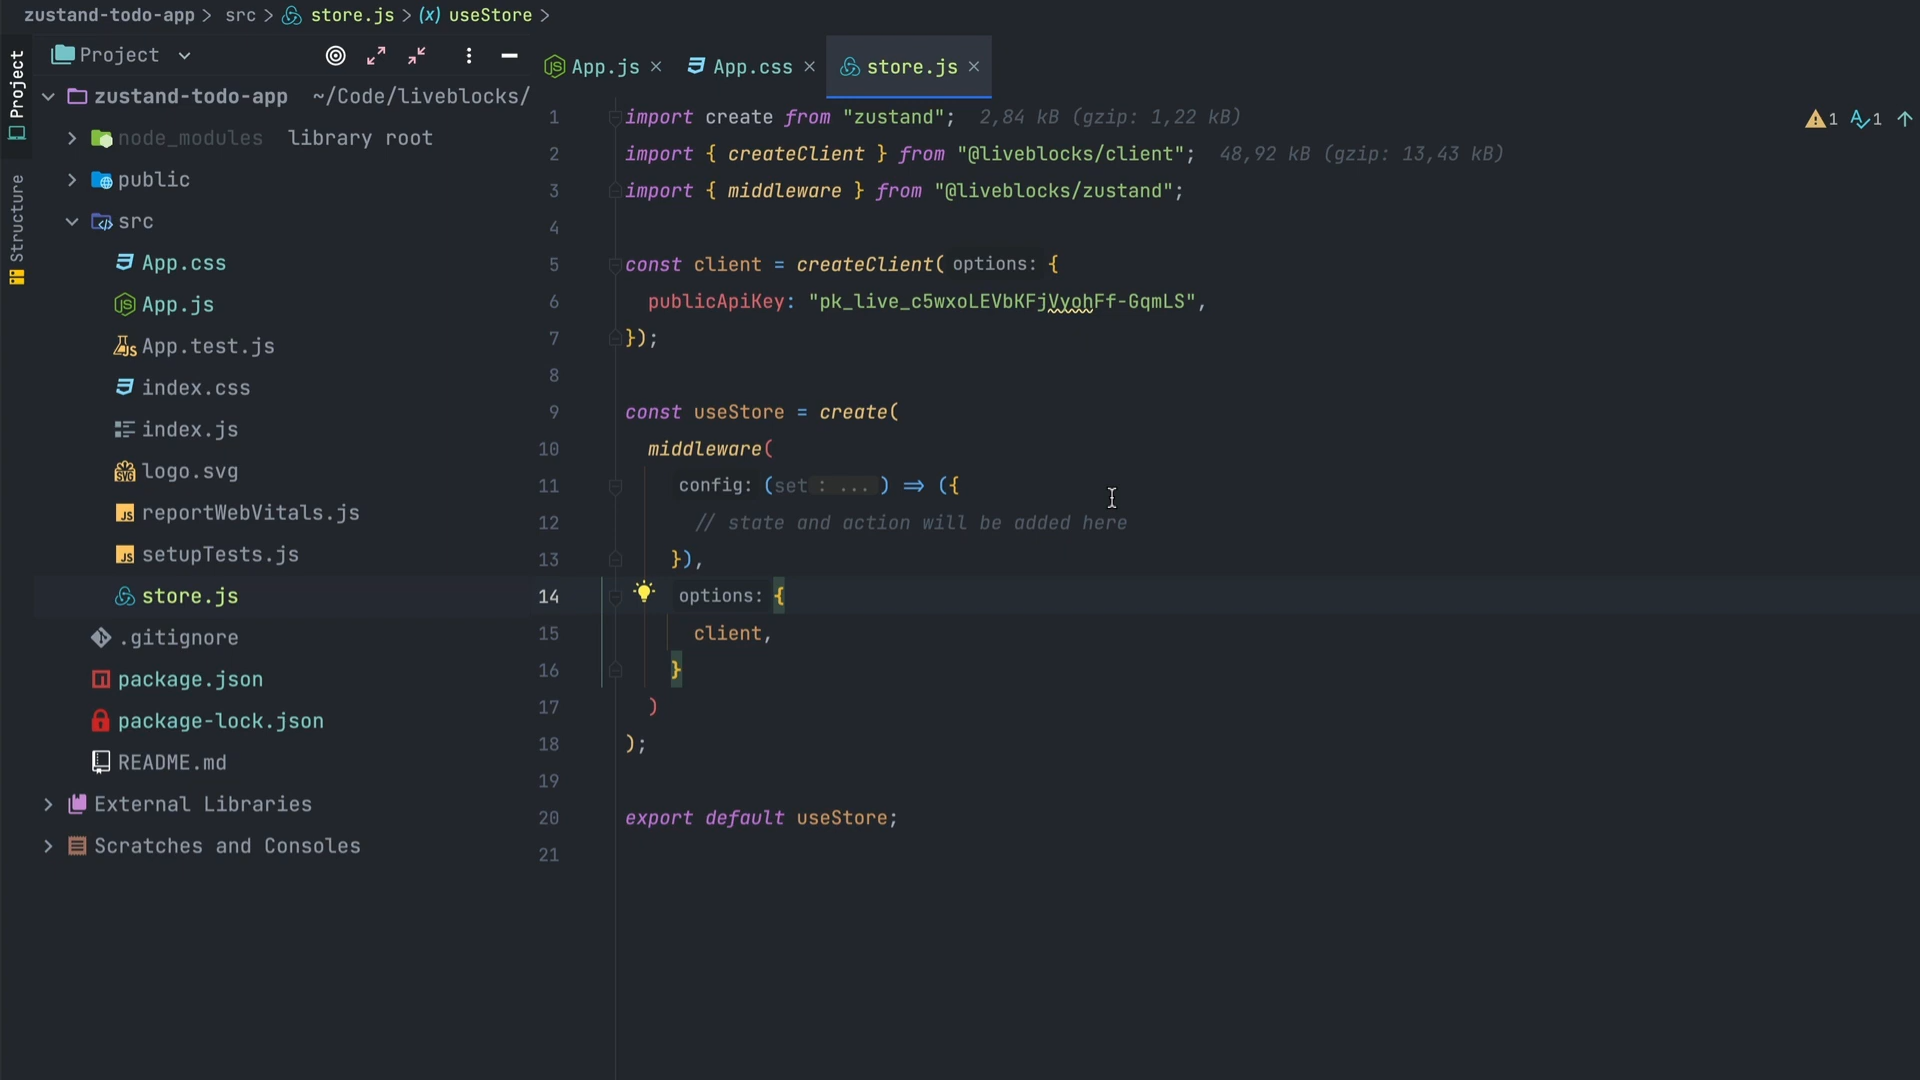 zustand-todo-app > src > store.js > (x) useStore >
Project
Structure
Project
zustand-todo-app ~/Code/liveblocks/
node_modules library root
public
src
App.css
App.js
App.test.js
index.css
index.js
logo.svg
reportWebVitals.js
setupTests.js
store.js
.gitignore
package.json
package-lock.json
README.md
External Libraries
Scratches and Consoles
App.js × App.css × store.js ×
1 import create from "zustand"; 2,84 kB (gzip: 1,22 kB)
2 import { createClient } from "@liveblocks/client"; 48,92 kB (gzip: 13,43 kB)
3 import { middleware } from "@liveblocks/zustand";
4
5 const client = createClient( options: {
6 publicApiKey: "pk_live_c5wxoLEVbKFjVyohFf-GqmLS",
7 });
8
9 const useStore = create(
10 middleware(
11 config: (set : ... ) => ({
12 // state and action will be added here
13 }),
14 options: {
15 client,
16 }
17 )
18 );
19
20 export default useStore;
21
1 1